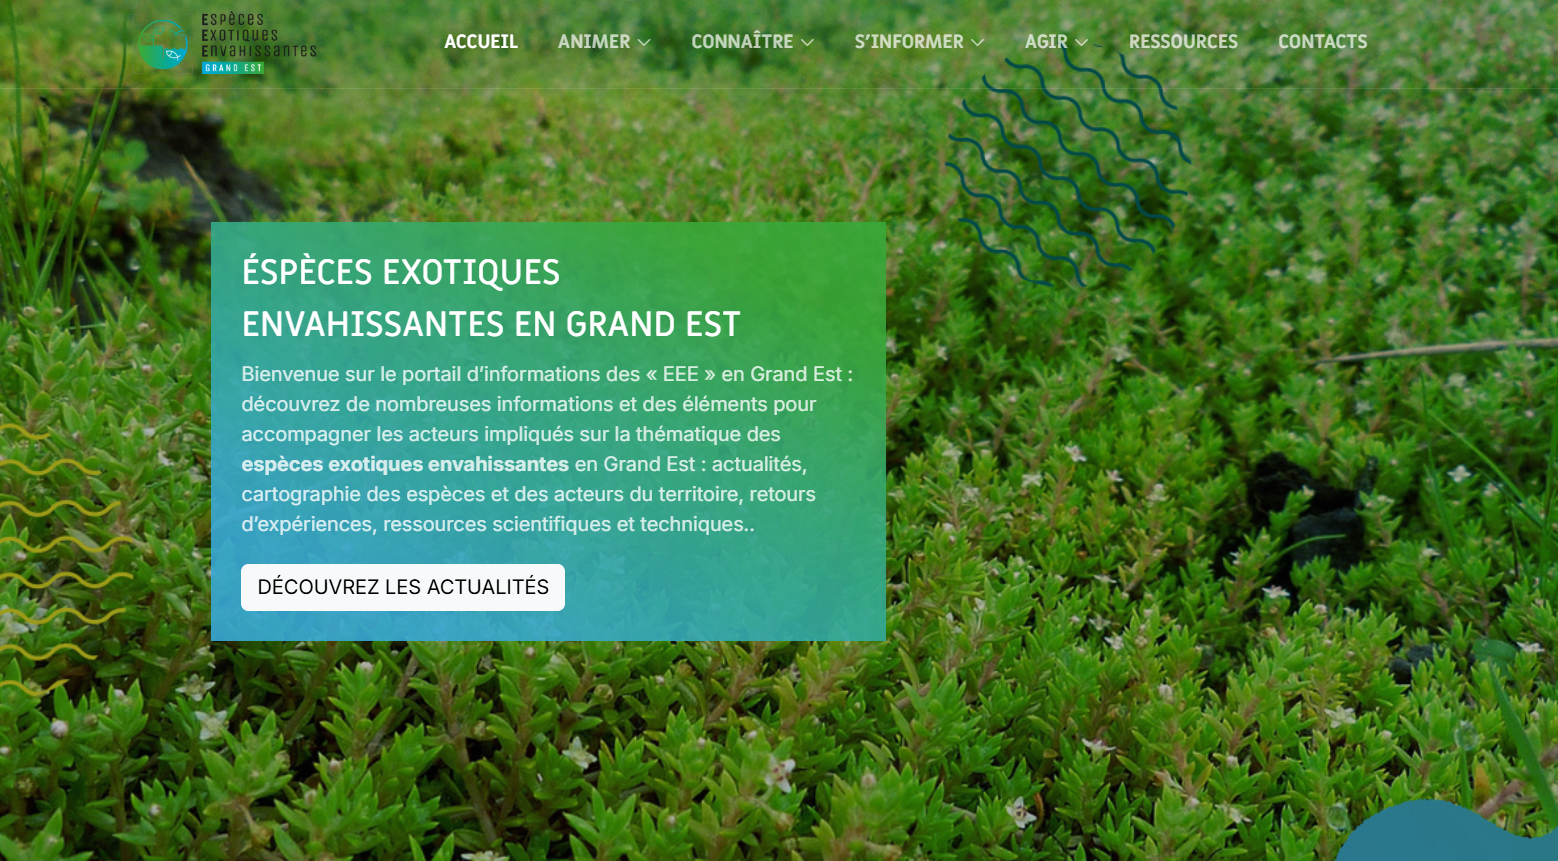 Espèces
Exotiques
Envahissantes
GRAND EST
ACCUEIL ANIMER CONNAÎTRE S'INFORMER AGIR RESSOURCES CONTACTS
ÉSPÈCES EXOTIQUES
ENVAHISSANTES EN GRAND EST
Bienvenue sur le portail d'informations des « EEE » en Grand Est :
découvrez de nombreuses informations et des éléments pour
accompagner les acteurs impliqués sur la thématique des
espèces exotiques envahissantes en Grand Est : actualités,
cartographie des espèces et des acteurs du territoire, retours
d'expériences, ressources scientifiques et techniques..
DÉCOUVREZ LES ACTUALITÉS